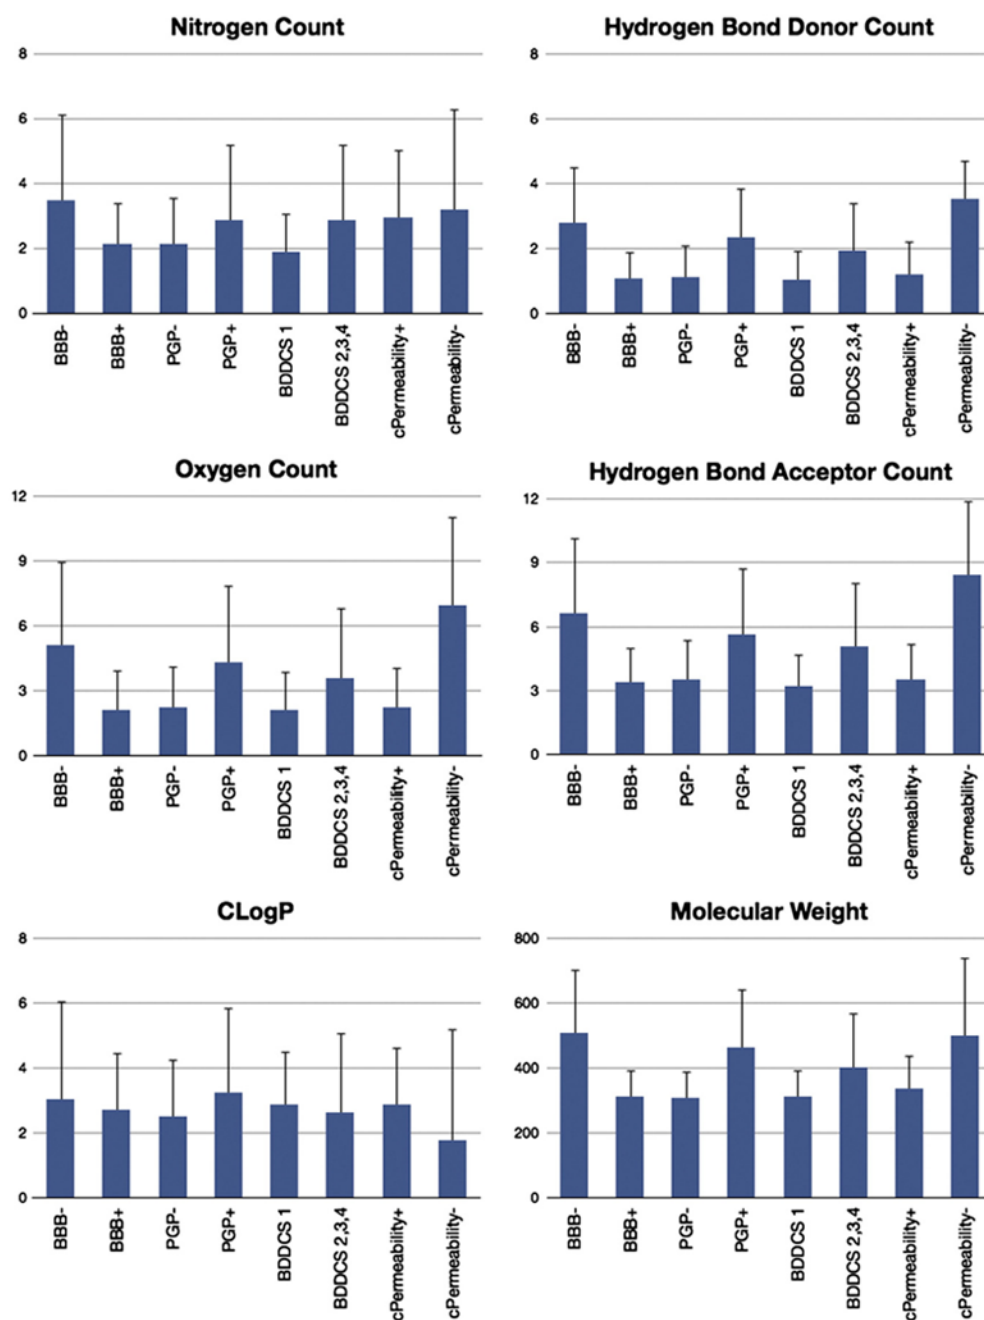 Nitrogen Count
8
6
4
2
0
BBB-
BBB+
PGP-
PGP+
BDDCS 1
BDDCS 2,3,4
cPermeability+
cPermeability-
Hydrogen Bond Donor Count
8
6
4
2
0
BBB-
BBB+
PGP-
PGP+
BDDCS 1
BDDCS 2,3,4
cPermeability+
cPermeability-
Oxygen Count
12
9
6
3
0
BBB-
BBB+
PGP-
PGP+
BDDCS 1
BDDCS 2,3,4
cPermeability+
cPermeability-
Hydrogen Bond Acceptor Count
12
9
6
3
0
BBB-
BBB+
PGP-
PGP+
BDDCS 1
BDDCS 2,3,4
cPermeability+
cPermeability-
CLogP
8
6
4
2
0
BBB-
BBB+
PGP-
PGP+
BDDCS 1
BDDCS 2,3,4
cPermeability+
cPermeability-
Molecular Weight
800
600
400
200
0
BBB-
BBB+
PGP-
PGP+
BDDCS 1
BDDCS 2,3,4
cPermeability+
cPermeability-